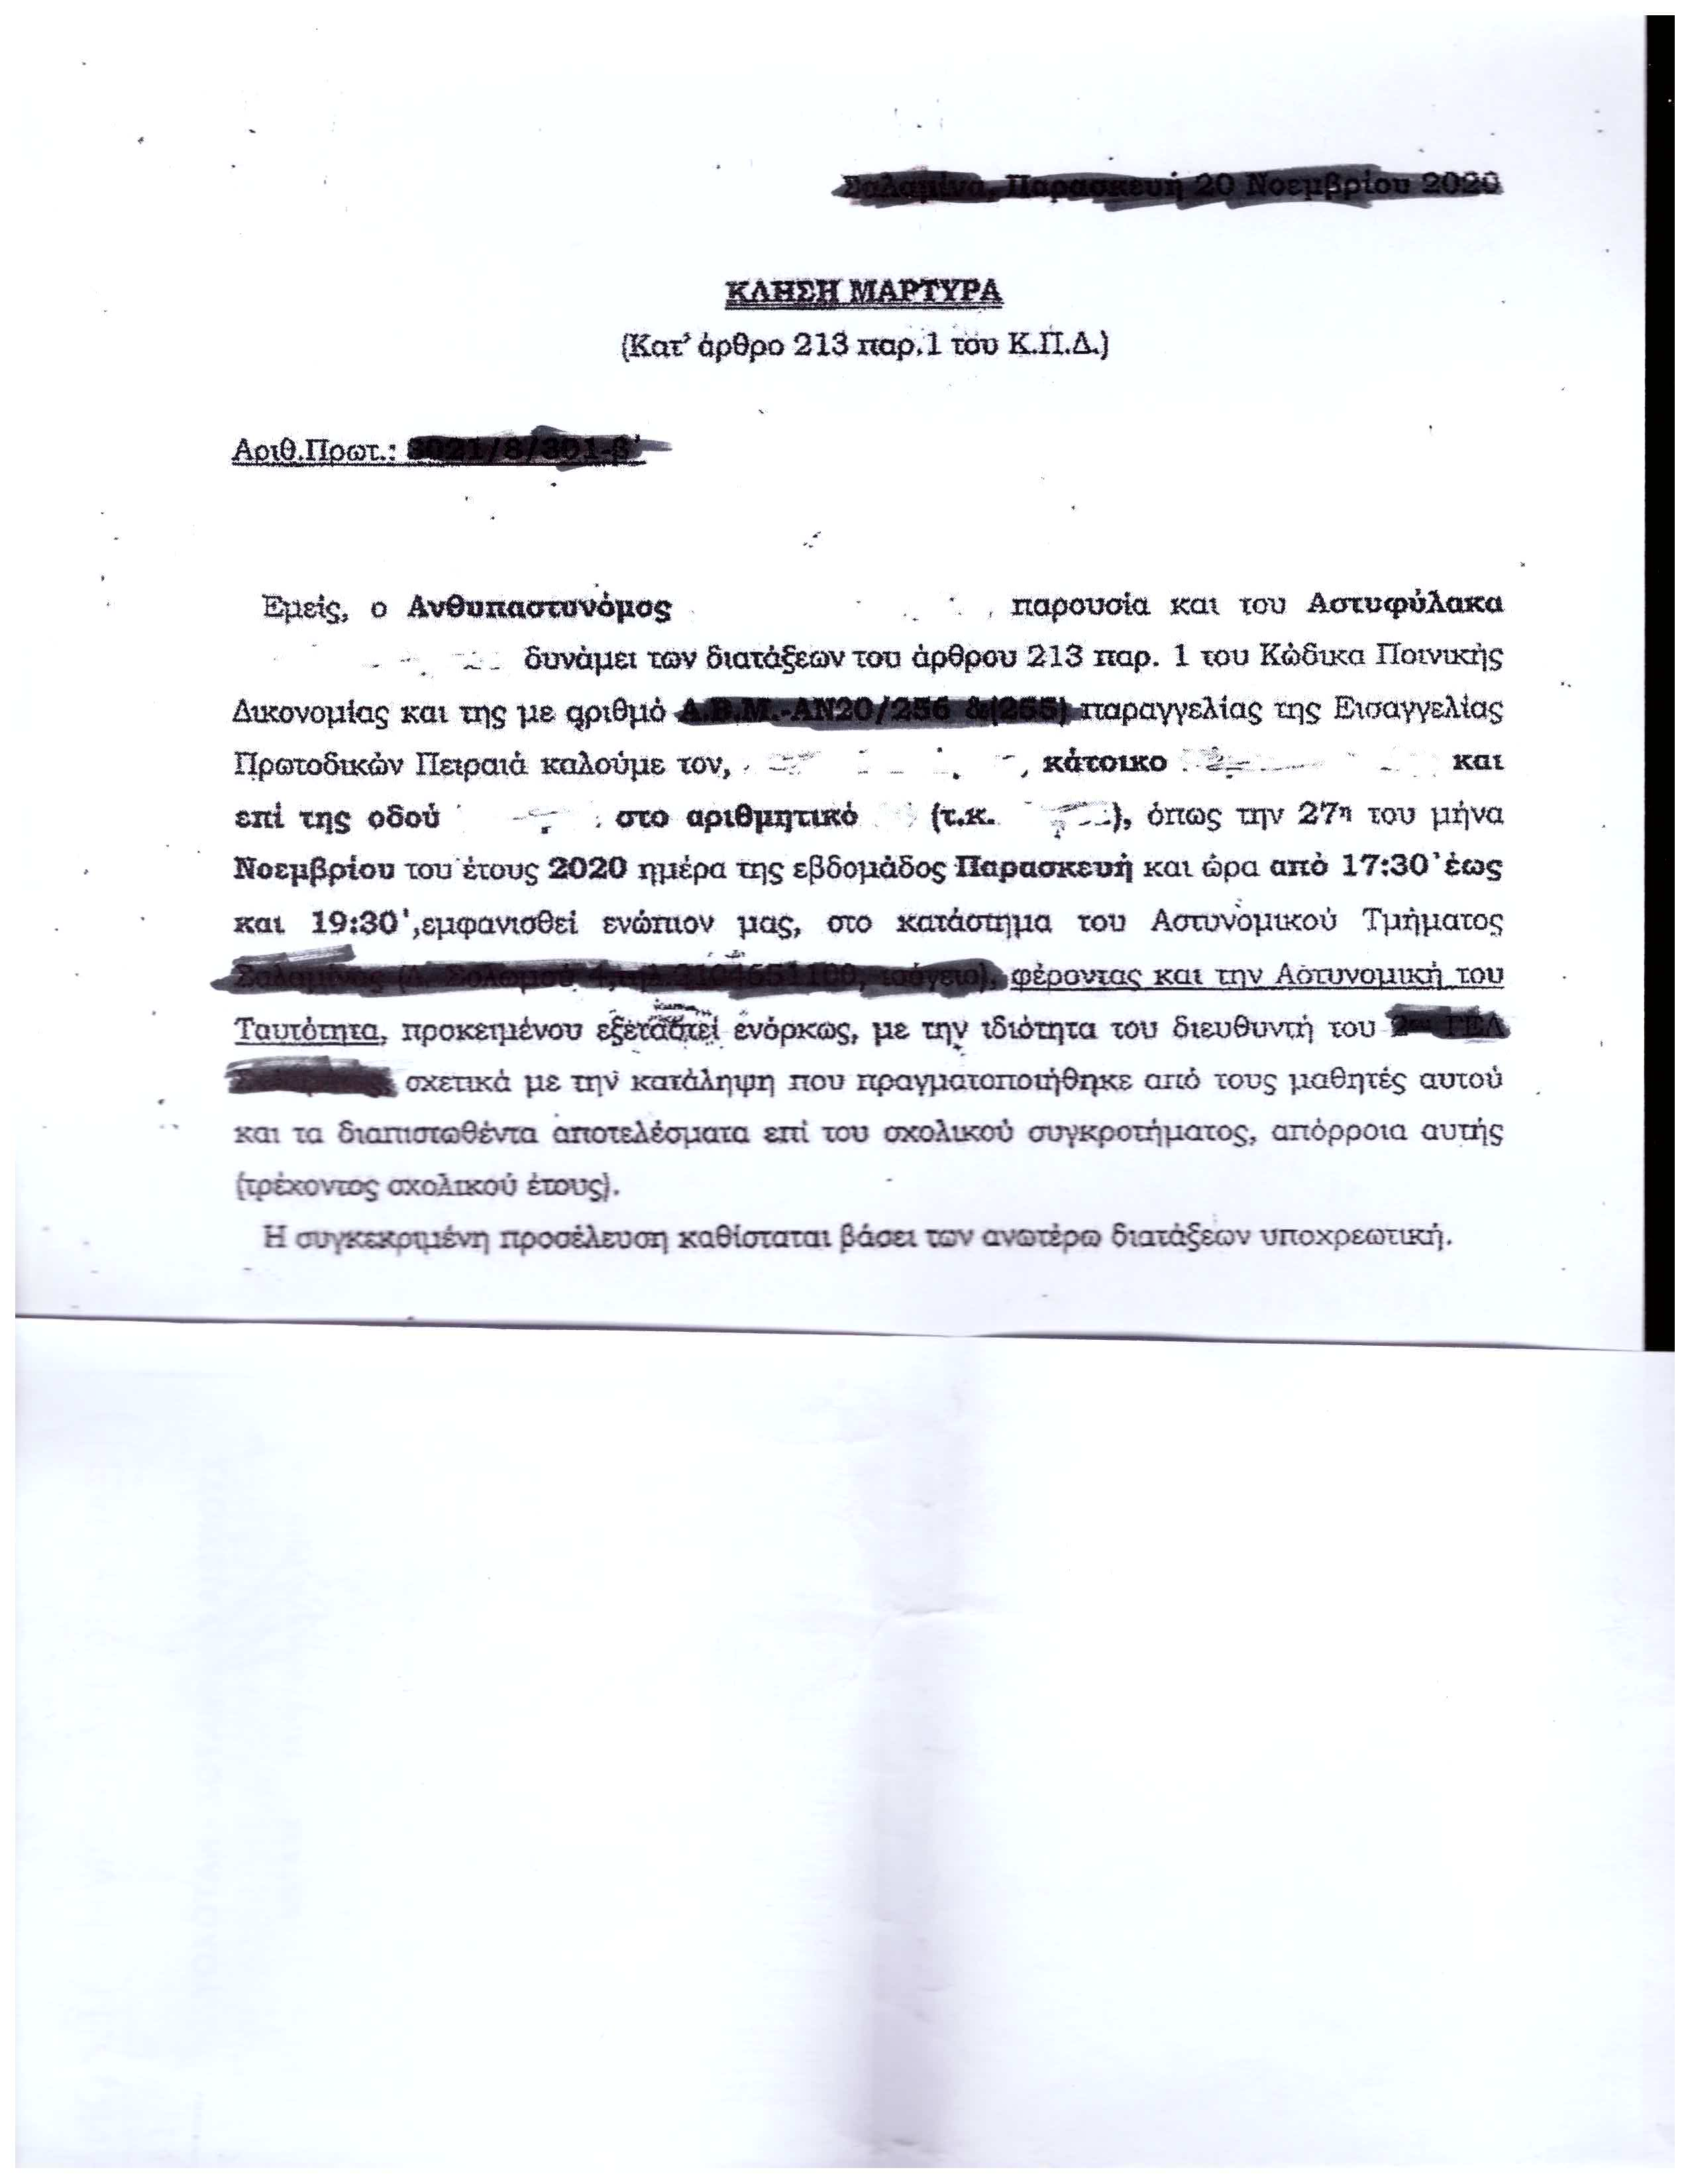 ΚΛΗΣΗ ΜΑΡΤΥΡΑ
(Κατ' άρθρο 213 παρ.1 του Κ.Π.Δ.)
Αριθ.Πρωτ.:
Εμείς, ο Ανθυπαστυνόμος , παρουσία και του Αστυφύλακα
δυνάμει των διατάξεων του άρθρου 213 παρ. 1 του Κώδικα Ποινικής
Δικονομίας και της με αριθμό παραγγελίας της Εισαγγελίας
Πρωτοδικών Πειραιά καλούμε τον, , κάτοικο και
επί της οδού στο αριθμητικό (τ.κ. ), όπως την 27η του μήνα
Νοεμβρίου του έτους 2020 ημέρα της εβδομάδος Παρασκευή και ώρα από 17:30' έως
και 19:30',εμφανισθεί ενώπιον μας, στο κατάστημα του Αστυνομικού Τμήματος
φέροντας και την Αστυνομική του
Ταυτότητα, προκειμένου εξεταστεί ενόρκως, με την ιδιότητα του διευθυντή του
σχετικά με την κατάληψη που πραγματοποιήθηκε από τους μαθητές αυτού
και τα διαπιστωθέντα αποτελέσματα επί του σχολικού συγκροτήματος, απόρροια αυτής
(τρέχοντος σχολικού έτους).
Η συγκεκριμένη προσέλευση καθίσταται βάσει των ανωτέρω διατάξεων υποχρεωτική.